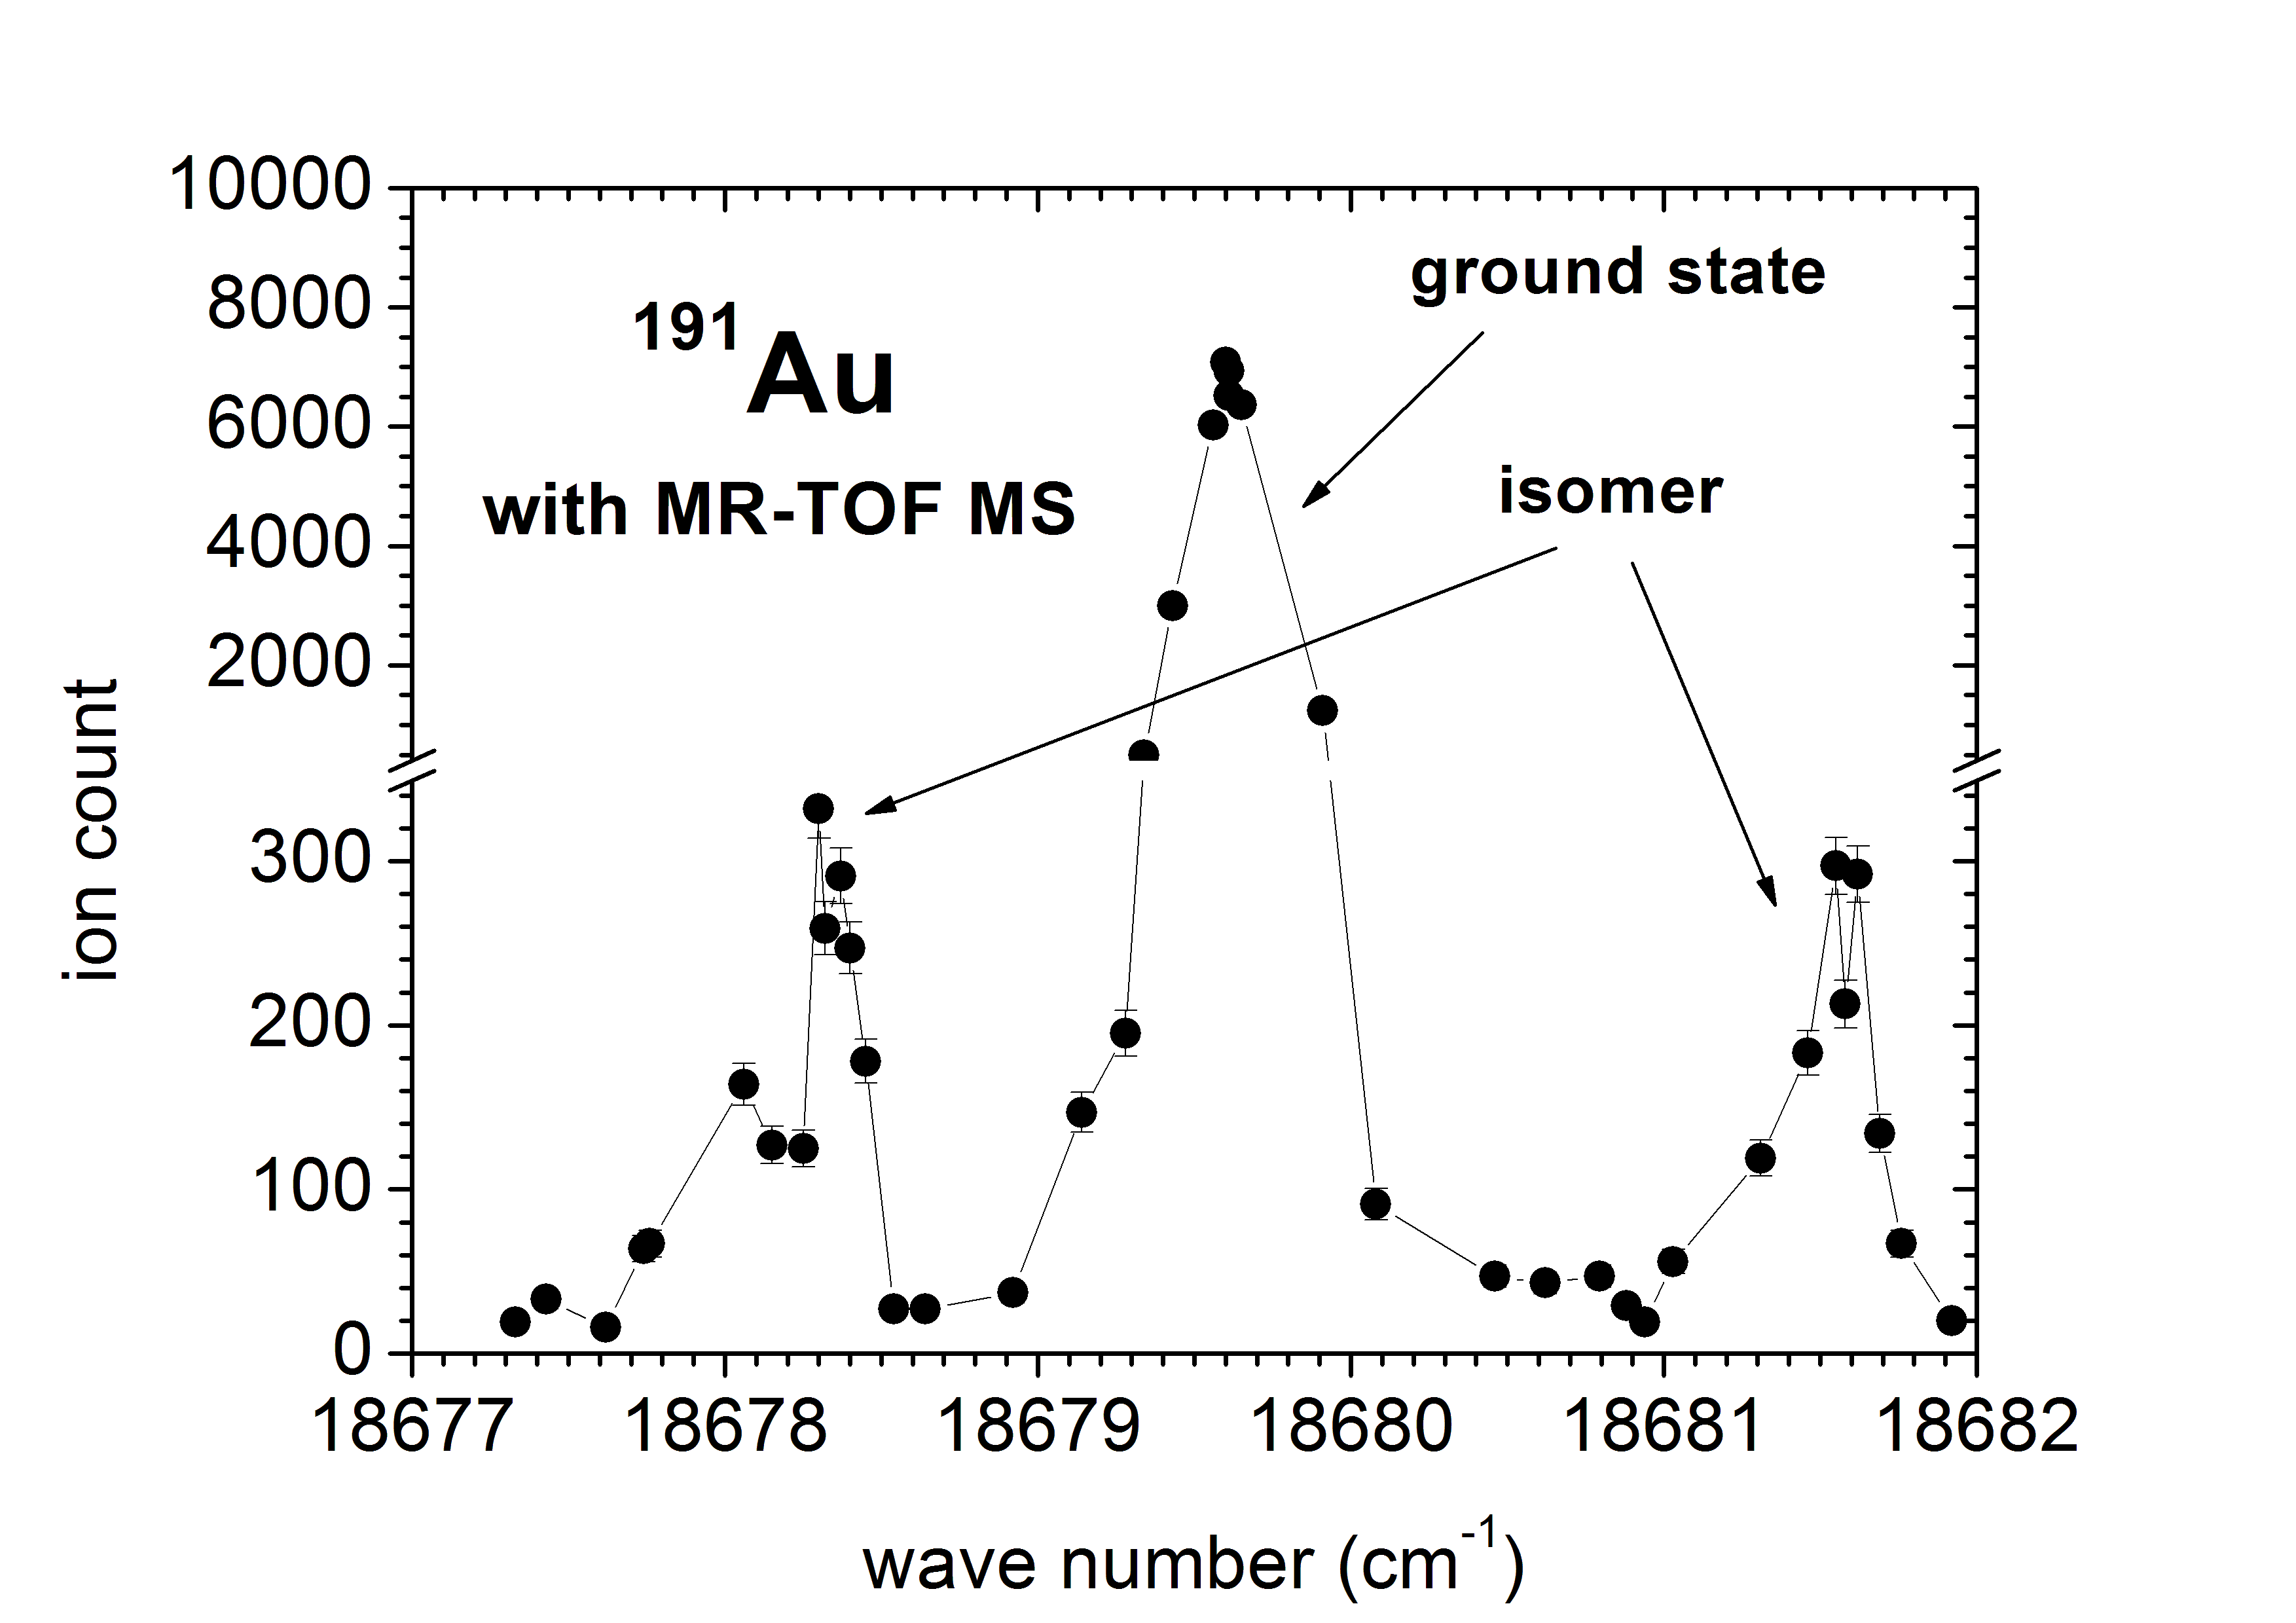 10000
8000
6000
4000
2000
300
200
100
0
ion count
¹⁹¹Au
with MR-TOF MS
ground state
isomer
18677 18678 18679 18680 18681 18682
wave number (cm⁻¹)